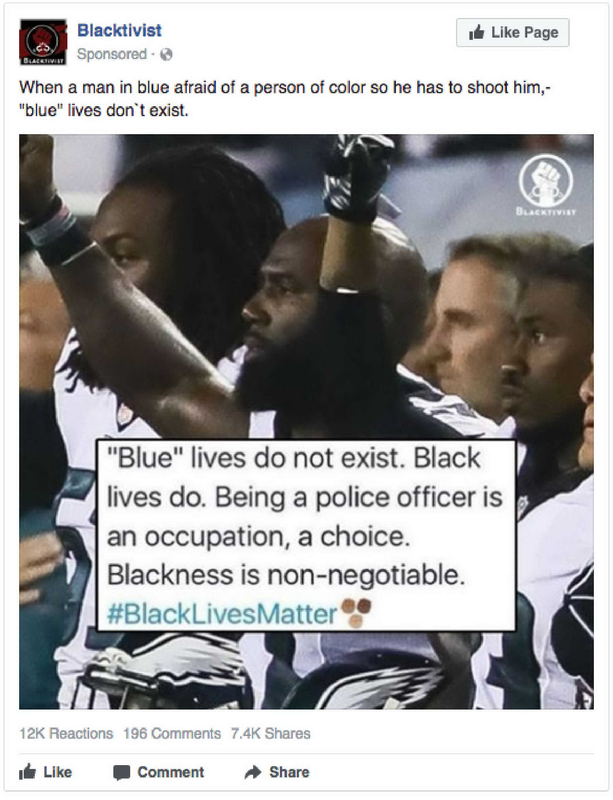 BLACKTIVIST
Blacktivist
Sponsored ·
Like Page
When a man in blue afraid of a person of color so he has to shoot him,-
"blue" lives don`t exist.
BLACKTIVIST
"Blue" lives do not exist. Black
lives do. Being a police officer is
an occupation, a choice.
Blackness is non-negotiable.
#BlackLivesMatter
12K Reactions 196 Comments 7.4K Shares
Like Comment Share